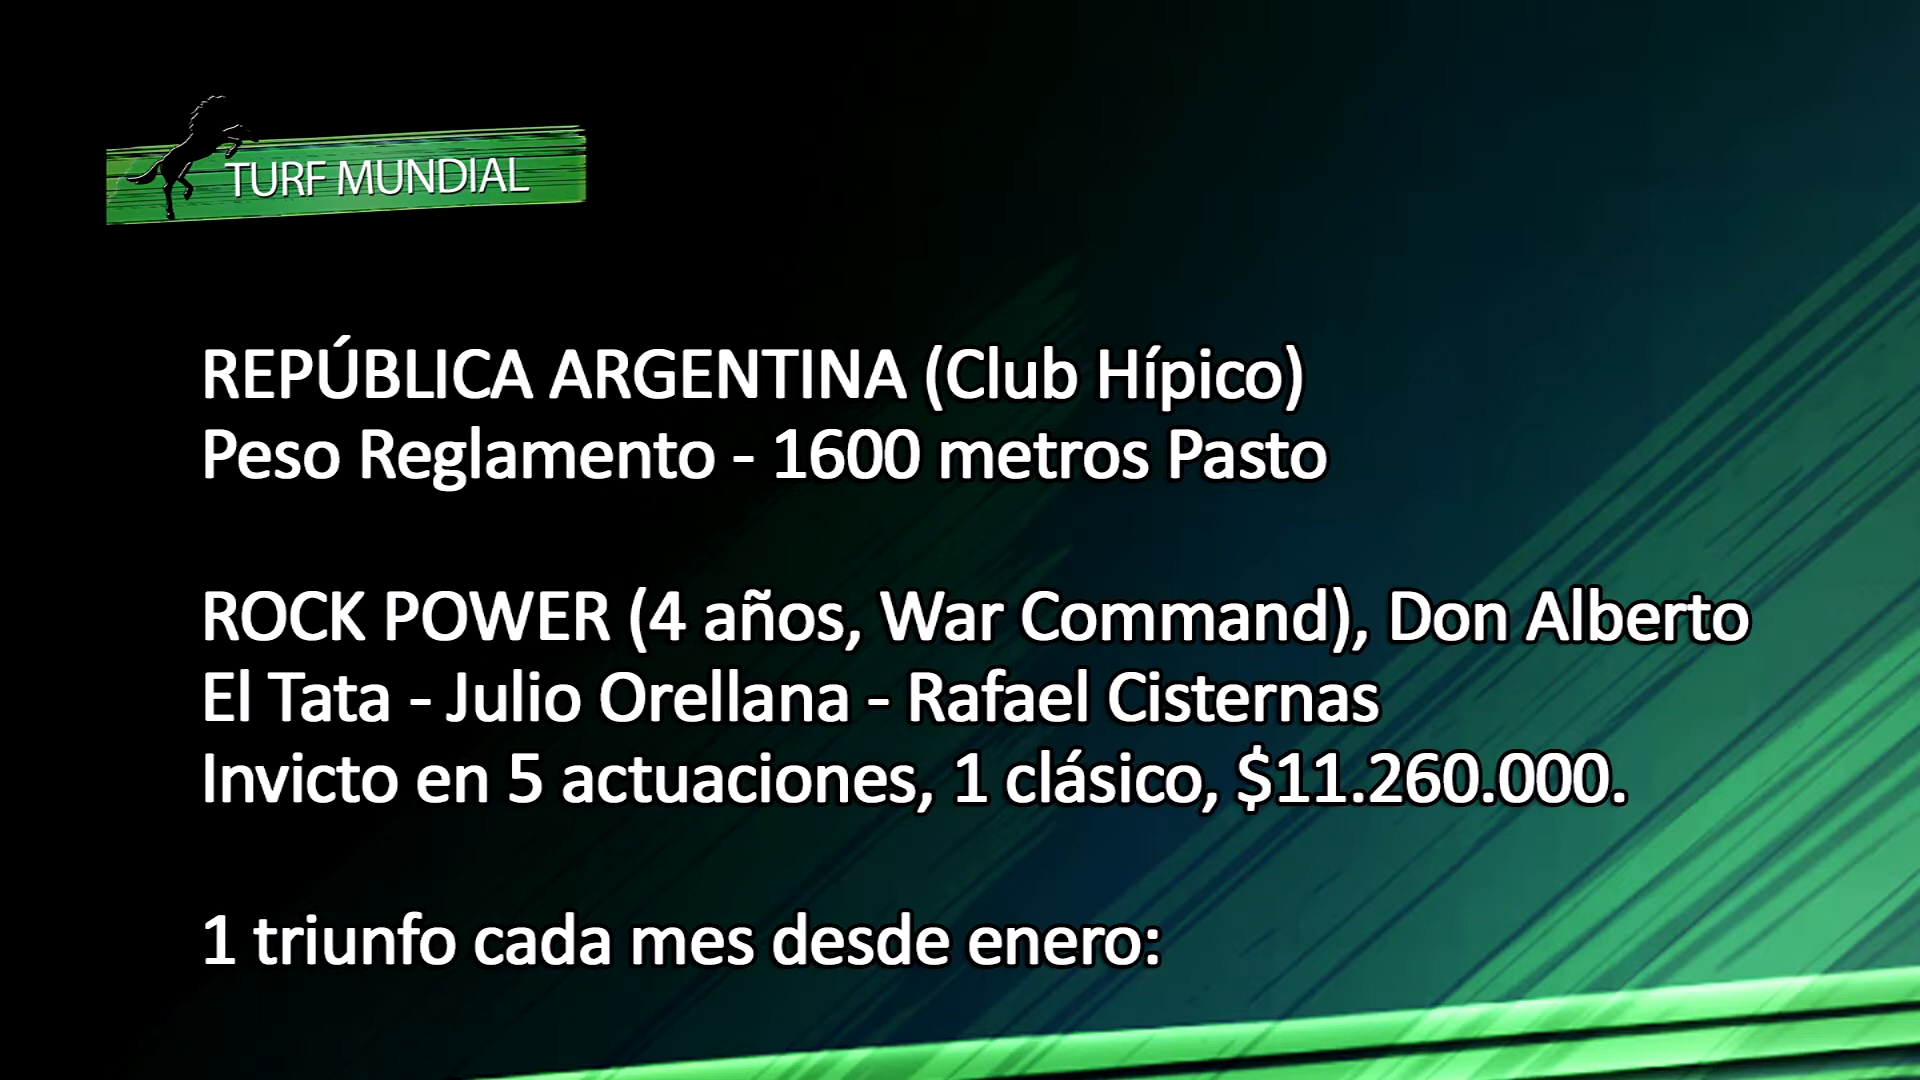 TURF MUNDIAL
REPÚBLICA ARGENTINA (Club Hípico)
Peso Reglamento - 1600 metros Pasto
ROCK POWER (4 años, War Command), Don Alberto
El Tata - Julio Orellana - Rafael Cisternas
Invicto en 5 actuaciones, 1 clásico, $11.260.000.
1 triunfo cada mes desde enero: